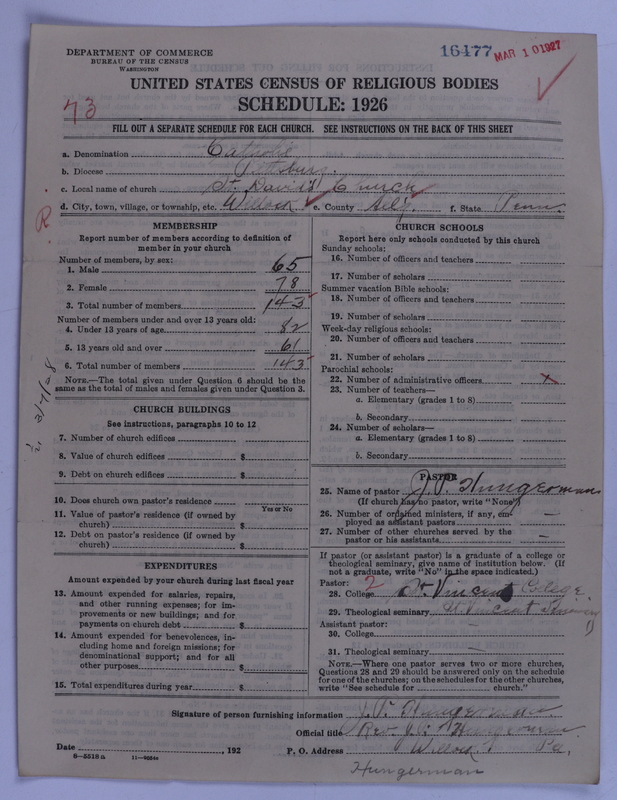 DEPARTMENT OF COMMERCE
BUREAU OF THE CENSUS
WASHINGTON
16477 MAR 10 1927
UNITED STATES CENSUS OF RELIGIOUS BODIES
SCHEDULE: 1926
73
FILL OUT A SEPARATE SCHEDULE FOR EACH CHURCH. SEE INSTRUCTIONS ON THE BACK OF THIS SHEET
a. Denomination Catholic
b. Diocese Pittsburg.
c. Local name of church St. David's Church
d. City, town, village, or township, etc. Willock e. County Aley. f. State Penn.
R.
MEMBERSHIP
Report number of members according to definition of member in your church
Number of members, by sex:
1. Male 65
2. Female 78
3. Total number of members 143
Number of members under and over 13 years old:
4. Under 13 years of age 82
5. 13 years old and over 61
6. Total number of members 143
NOTE.—The total given under Question 6 should be the same as the total of males and females given under Question 3.
CHURCH BUILDINGS
See instructions, paragraphs 10 to 12
7. Number of church edifices
8. Value of church edifices $
9. Debt on church edifices $
10. Does church own pastor's residence
Yes or No
11. Value of pastor's residence (if owned by church) $
12. Debt on pastor's residence (if owned by church) $
EXPENDITURES
Amount expended by your church during last fiscal year
13. Amount expended for salaries, repairs, and other running expenses; for improvements or new buildings; and for payments on church debt $
14. Amount expended for benevolences, including home and foreign missions; for denominational support; and for all other purposes $
15. Total expenditures during year $
CHURCH SCHOOLS
Report here only schools conducted by this church
Sunday schools:
16. Number of officers and teachers
17. Number of scholars
Summer vacation Bible schools:
18. Number of officers and teachers
19. Number of scholars
Week-day religious schools:
20. Number of officers and teachers
21. Number of scholars
Parochial schools:
22. Number of administrative officers x
23. Number of teachers—
a. Elementary (grades 1 to 8)
b. Secondary
24. Number of scholars—
a. Elementary (grades 1 to 8)
b. Secondary
PASTOR
25. Name of pastor J. V. Hungerman
(If church has no pastor, write "None")
26. Number of ordained ministers, if any, employed as assistant pastors —
27. Number of other churches served by the pastor or his assistants —
If pastor (or assistant pastor) is a graduate of a college or theological seminary, give name of institution below. (If not a graduate, write "No" in the space indicated.)
Pastor: 2
28. College St. Vincent College.
29. Theological seminary St Vincent Seminary
Assistant pastor: —
30. College
31. Theological seminary —
NOTE.—Where one pastor serves two or more churches, Questions 28 and 29 should be answered only on the schedule for one of the churches; on the schedules for the other churches, write "See schedule for church."
Signature of person furnishing information J. V. Hungerman
Official title Rev. J. V. Hungerman
Date , 192 P. O. Address Willock. Pa,
8—5518a
Hungerman